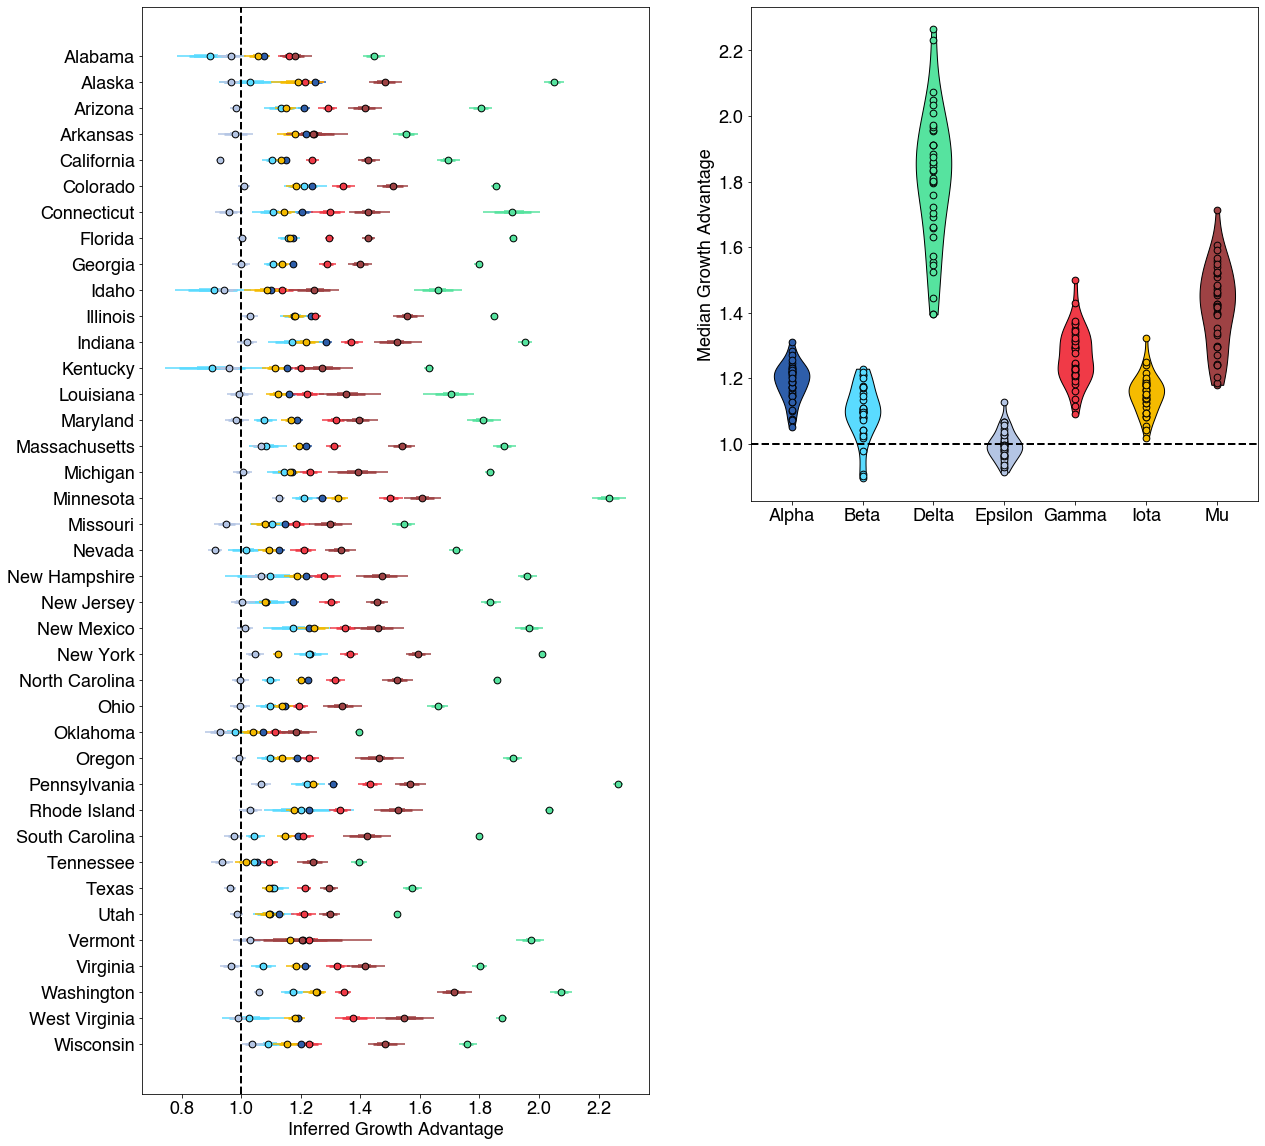 Alabama
Alaska
Arizona
Arkansas
California
Colorado
Connecticut
Florida
Georgia
Idaho
Illinois
Indiana
Kentucky
Louisiana
Maryland
Massachusetts
Michigan
Minnesota
Missouri
Nevada
New Hampshire
New Jersey
New Mexico
New York
North Carolina
Ohio
Oklahoma
Oregon
Pennsylvania
Rhode Island
South Carolina
Tennessee
Texas
Utah
Vermont
Virginia
Washington
West Virginia
Wisconsin
0.8 1.0 1.2 1.4 1.6 1.8 2.0 2.2
Inferred Growth Advantage
Median Growth Advantage
2.2
2.0
1.8
1.6
1.4
1.2
1.0
Alpha Beta Delta Epsilon Gamma Iota Mu